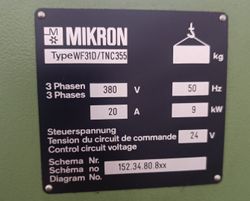 M MIKRON
Type WF31D/TNC355
kg
3 Phasen
3 Phases
380 V 50 Hz
20 A 9 kW
Steuerspannung
Tension du circuit de commande 24 V
Control circuit voltage
Schema Nr.
Schéma no 152.34.80.8xx
Diagram No.